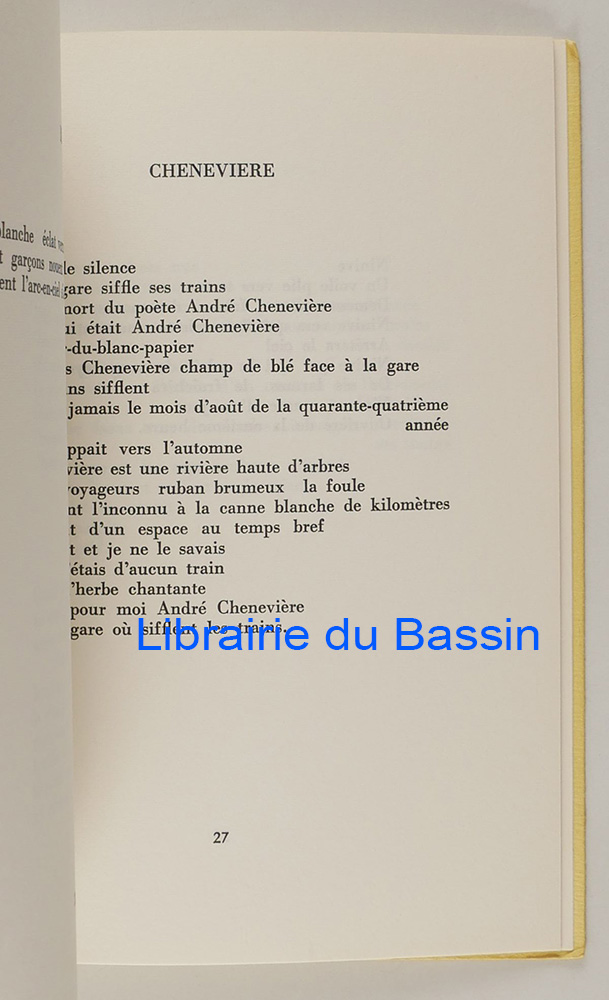 CHENEVIERE
blanche éclat
garçons
l'arc-en-ciel
le silence
gare siffle ses trains
mort du poète André Chenevière
ui était André Chenevière
r-du-blanc-papier
s Chenevière champ de blé face à la gare
ns sifflent
jamais le mois d'août de la quarante-quatrième
année
ppait vers l'automne
vière est une rivière haute d'arbres
voyageurs ruban brumeux la foule
nt l'inconnu à la canne blanche de kilomètres
t d'un espace au temps bref
t et je ne le savais
'étais d'aucun train
l'herbe chantante
pour moi André Chenevière
gare où sifflent les trains.
Librairie du Bassin
27